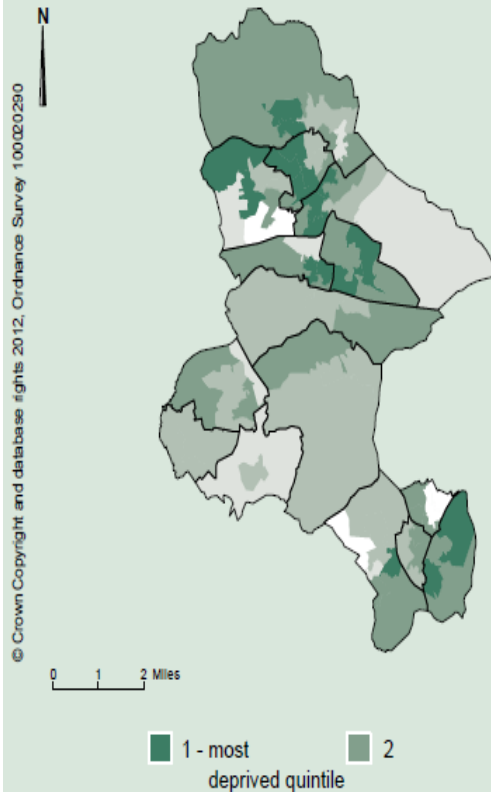 N
© Crown Copyright and database rights 2012, Ordnance Survey 100020290
0 1 2 Miles
1 - most 2
deprived quintile